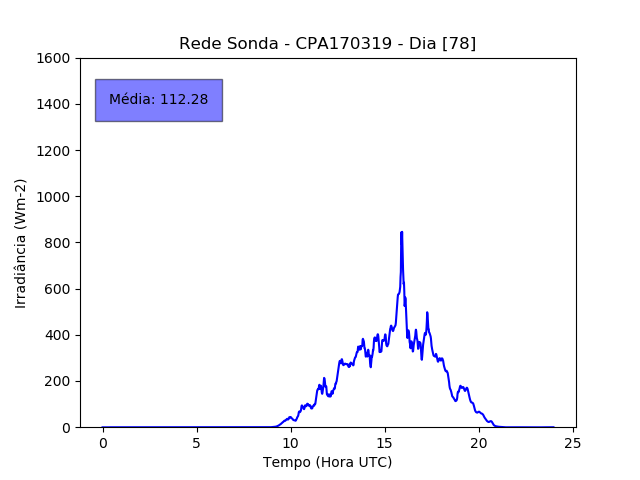 Rede Sonda - CPA170319 - Dia [78]
1600
1400
1200
1000
800
600
400
200
0
Média: 112.28
Irradiância (Wm-2)
0 5 10 15 20 25
Tempo (Hora UTC)